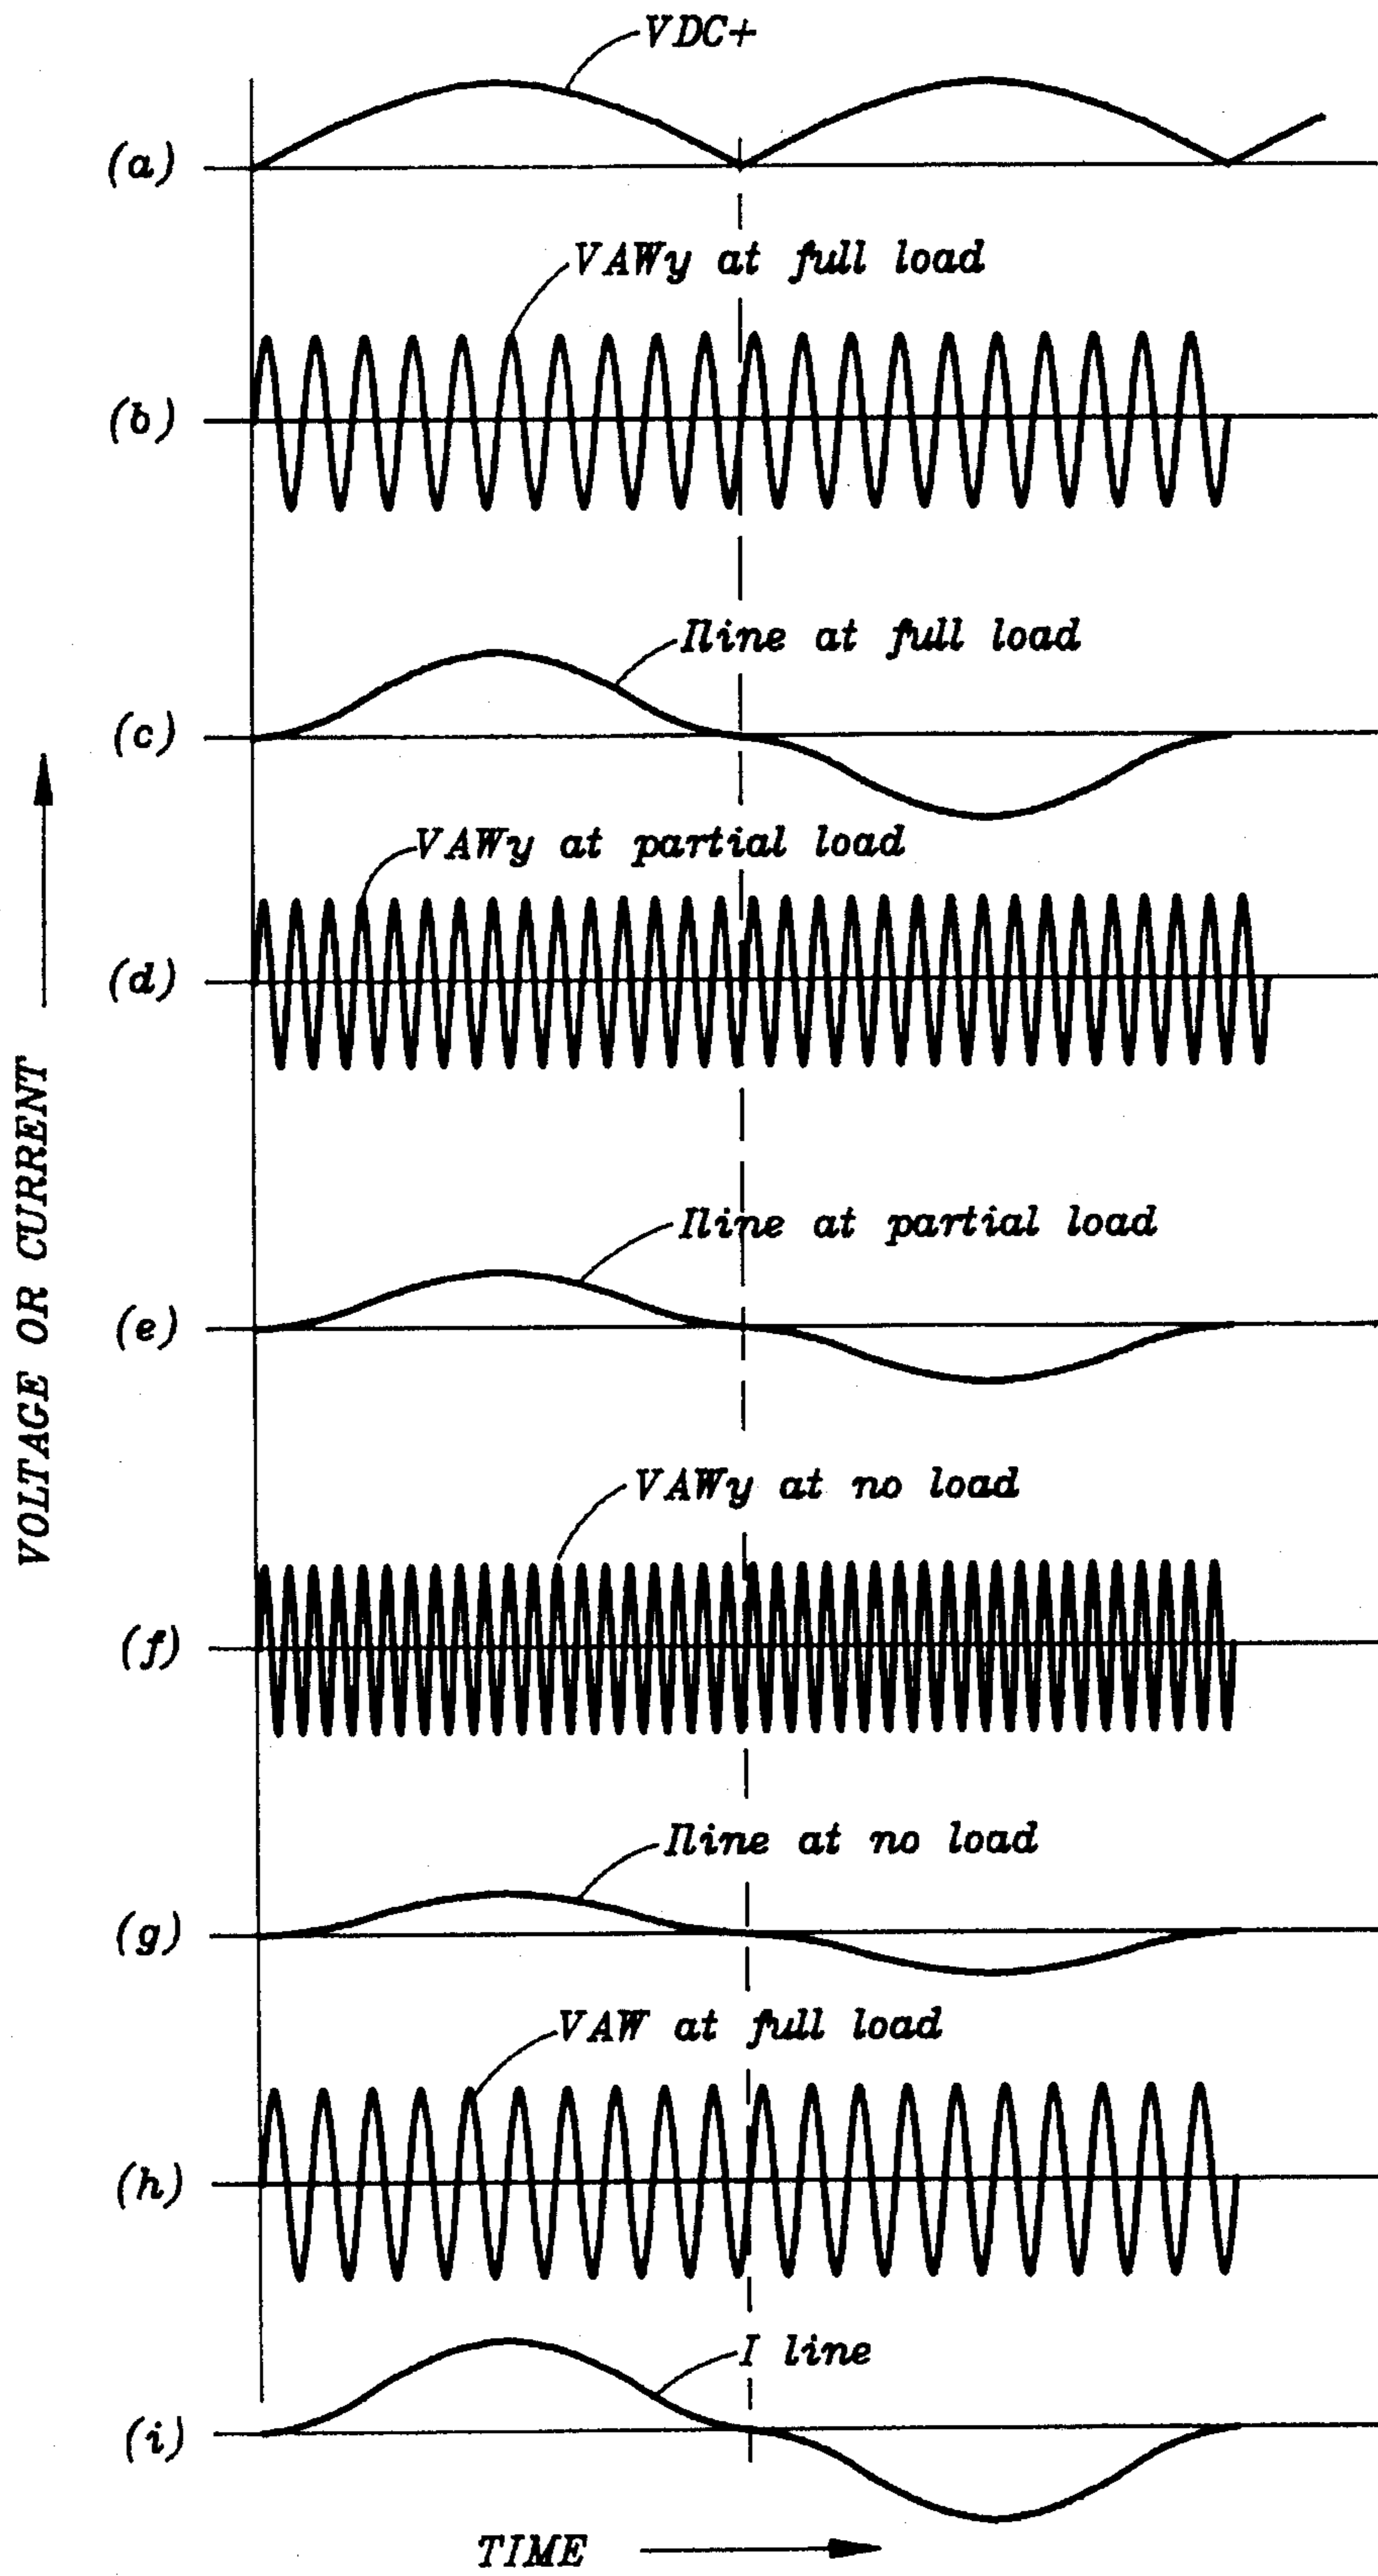 VDC+
(a)
VAWy at full load
(b)
Iline at full load
(c)
VAWy at partial load
(d)
VOLTAGE OR CURRENT
Iline at partial load
(e)
VAWy at no load
(f)
Iline at no load
(g)
VAW at full load
(h)
I line
(i)
TIME